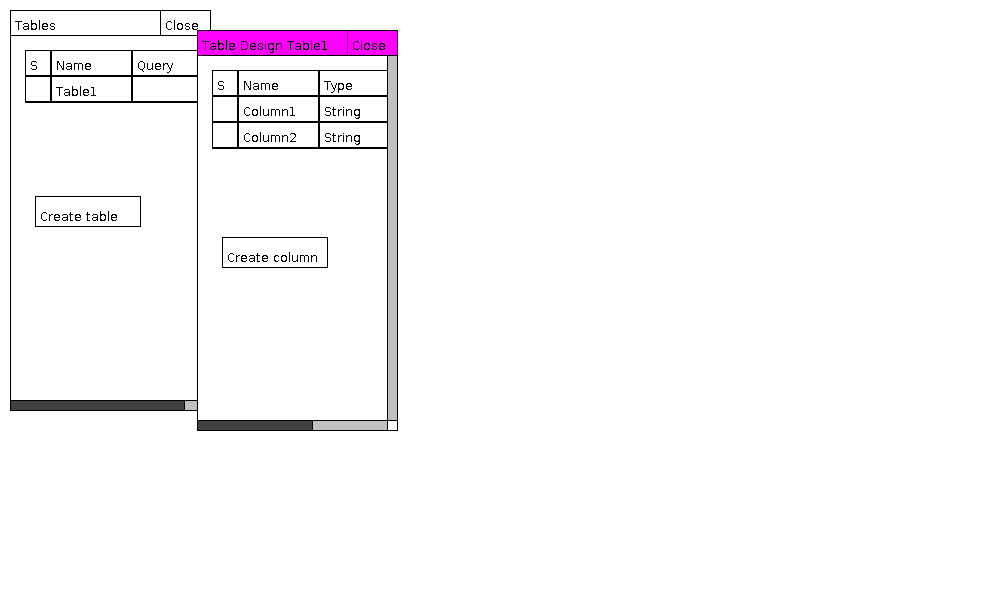 Tables Close
S Name Query
Table1
Create table
Table Design Table1 Close
S Name Type
Column1 String
Column2 String
Create column